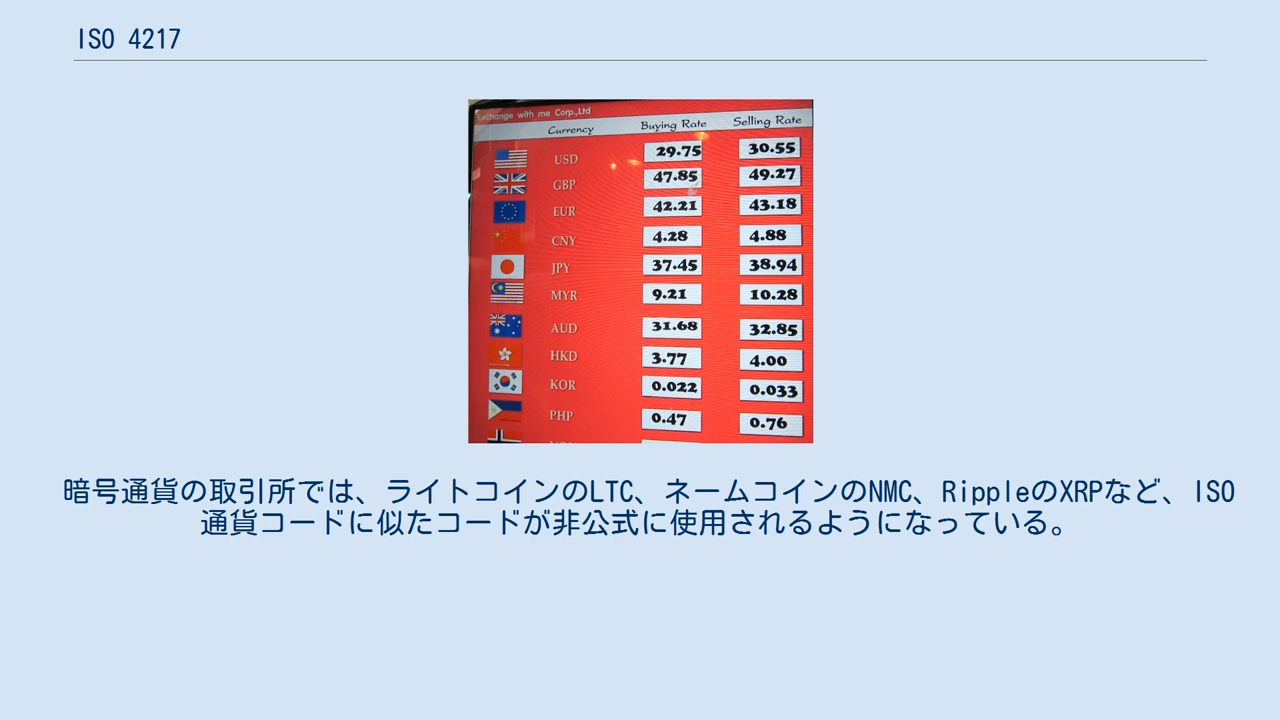 ISO 4217
Exchange with me Corp.,Ltd
Currency Buying Rate Selling Rate
USD 29.75 30.55
GBP 47.85 49.27
EUR 42.21 43.18
CNY 4.28 4.88
JPY 37.45 38.94
MYR 9.21 10.28
AUD 31.68 32.85
HKD 3.77 4.00
KOR 0.022 0.033
PHP 0.47 0.76
暗号通貨の取引所では、ライトコインのLTC、ネームコインのNMC、RippleのXRPなど、ISO
通貨コードに似たコードが非公式に使用されるようになっている。